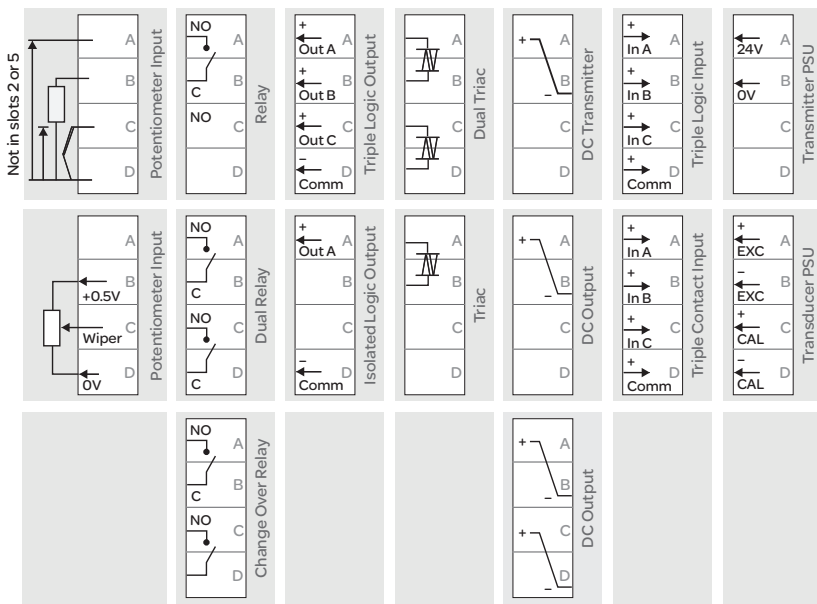 Not in slots 2 or 5
A
B
C
D
Potentiometer Input
NO
C
NO
A
B
C
D
Relay
+
Out A
+
Out B
+
Out C
–
Comm
A
B
C
D
Triple Logic Output
A
B
C
D
Dual Triac
+
–
A
B
C
D
DC Transmitter
+
In A
+
In B
+
In C
+
Comm
A
B
C
D
Triple Logic Input
24V
0V
A
B
C
D
Transmitter PSU
+0.5V
Wiper
0V
A
B
C
D
Potentiometer Input
NO
C
NO
C
A
B
C
D
Dual Relay
+
Out A
–
Comm
A
B
C
D
Isolated Logic Output
A
B
C
D
Triac
+
–
A
B
C
D
DC Output
+
In A
+
In B
+
In C
+
Comm
A
B
C
D
Triple Contact Input
+
EXC
–
EXC
+
CAL
–
CAL
A
B
C
D
Transducer PSU
NO
C
NO
A
B
C
D
Change Over Relay
+
–
+
–
A
B
C
D
DC Output